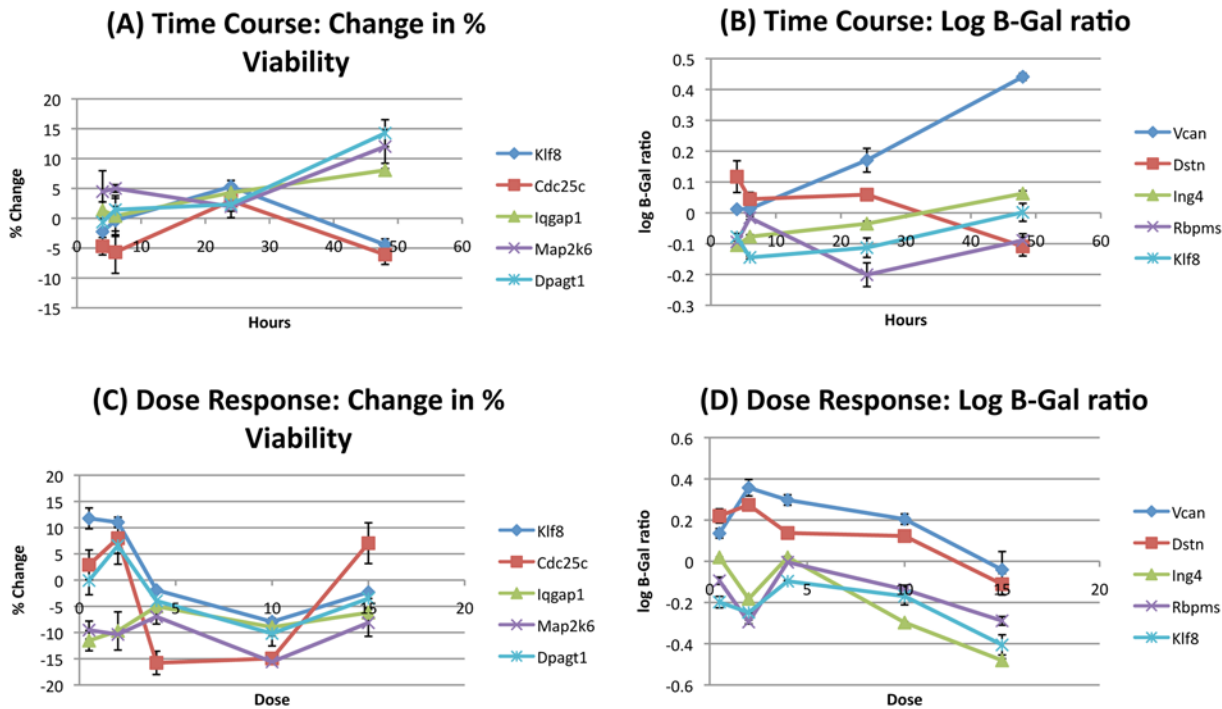 (A) Time Course: Change in %
Viability
20
15
10
5
0
-5
-10
-15
0
10
20
30
40
50
60
% Change
Hours
Klf8
Cdc25c
Iqgap1
Map2k6
Dpagt1
(B) Time Course: Log B-Gal ratio
0.5
0.4
0.3
0.2
0.1
0
-0.1
-0.2
-0.3
0
10
20
30
40
50
60
log B-Gal ratio
Hours
Vcan
Dstn
Ing4
Rbpms
Klf8
(C) Dose Response: Change in %
Viability
20
15
10
5
0
-5
-10
-15
-20
0
5
10
15
20
% Change
Dose
Klf8
Cdc25c
Iqgap1
Map2k6
Dpagt1
(D) Dose Response: Log B-Gal ratio
0.6
0.4
0.2
0
-0.2
-0.4
-0.6
0
5
10
15
20
log B-Gal ratio
Dose
Vcan
Dstn
Ing4
Rbpms
Klf8